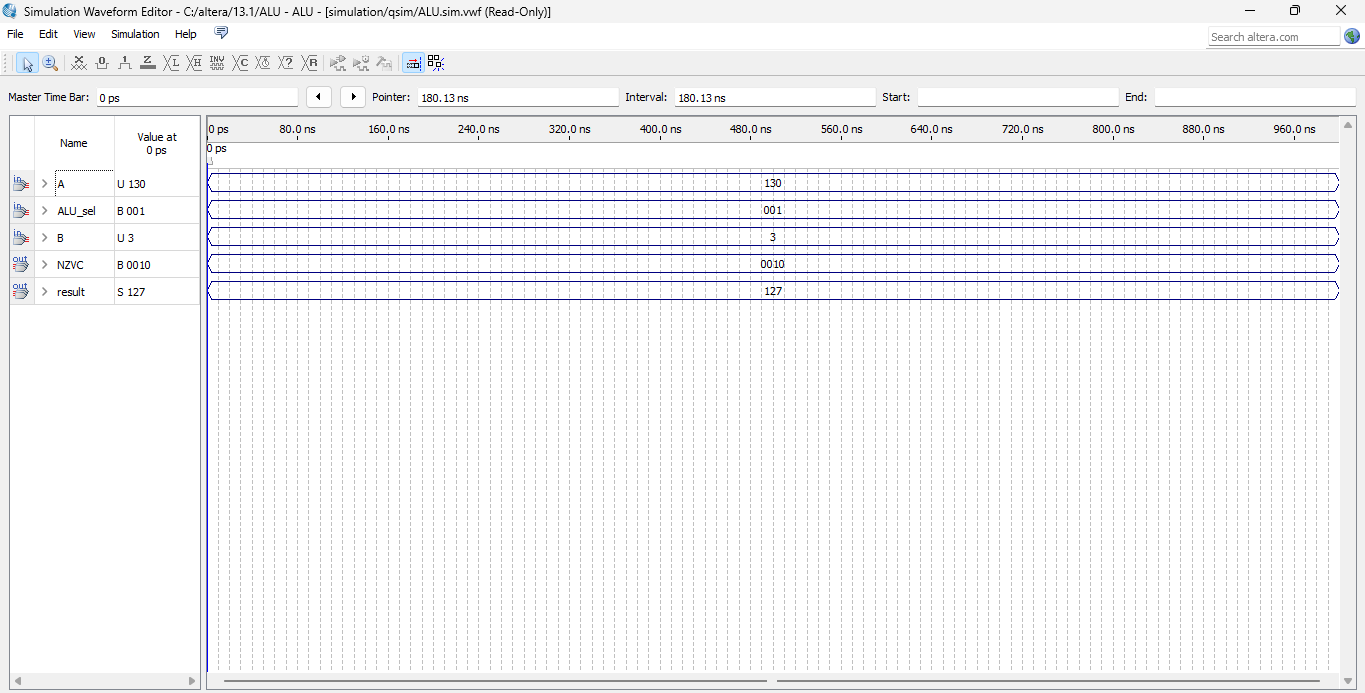 Simulation Waveform Editor - C:/altera/13.1/ALU - ALU - [simulation/qsim/ALU.sim.vwf (Read-Only)]
File Edit View Simulation Help
Search altera.com
Master Time Bar: 0 ps Pointer: 180.13 ns Interval: 180.13 ns Start: End:
Name Value at 0 ps
0 ps 80.0 ns 160.0 ns 240.0 ns 320.0 ns 400.0 ns 480.0 ns 560.0 ns 640.0 ns 720.0 ns 800.0 ns 880.0 ns 960.0 ns
0 ps
in A U 130 130
in ALU_sel B 001 001
in B U 3 3
out NZVC B 0010 0010
out result S 127 127